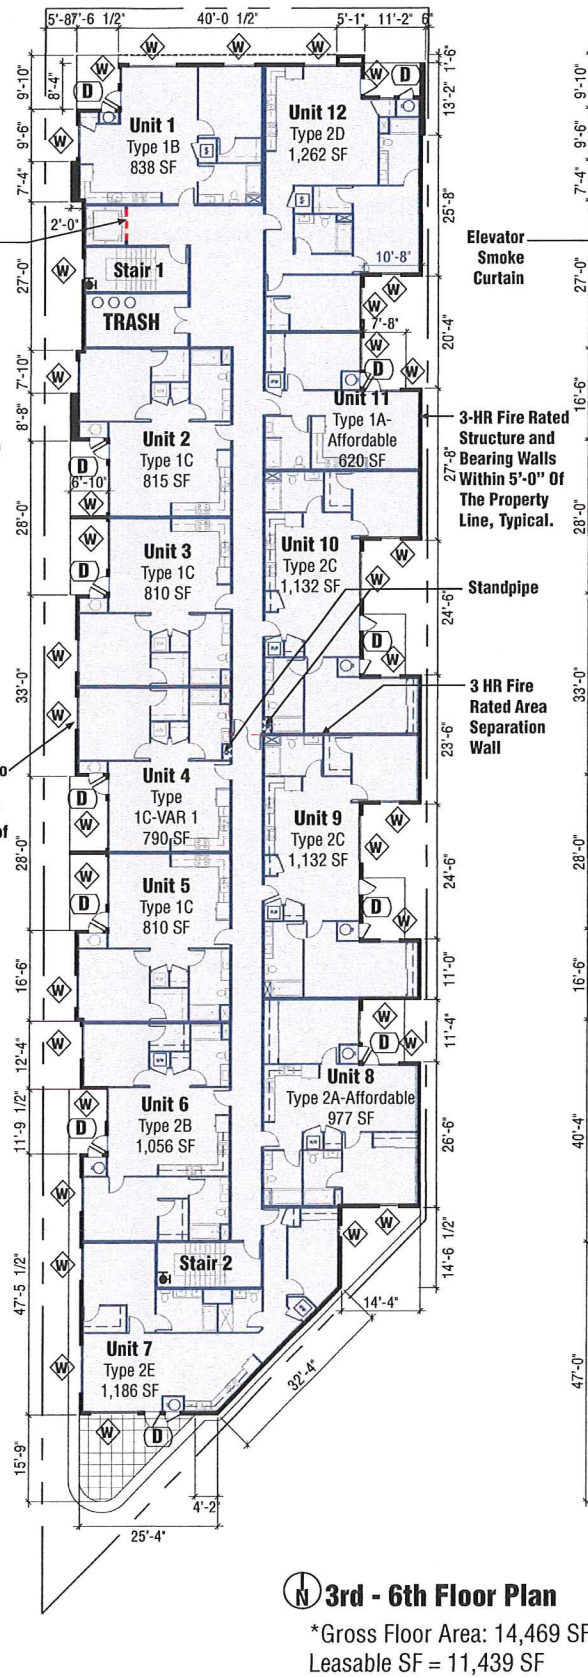 5'-8"
7'-6 1/2"
40'-0 1/2"
5'-1"
11'-2"
6"
W
W
W
9'-10"
8'-4"
W
D
W
D
1'-6"
13'-2"
9'-10"
Unit 1
Type 1B
838 SF
Unit 12
Type 2D
1,262 SF
9'-6"
W
9'-6"
7'-4"
7'-4"
25'-8"
2'-0"
Elevator
Smoke
Curtain
10'-8"
27'-0"
W
Stair 1
W
W
27'-0"
TRASH
7'-8"
20'-4"
W
7'-10"
W
D
W
8'-8"
Unit 11
Type 1A-
Affordable
620 SF
16'-6"
3-HR Fire Rated
Structure and
Bearing Walls
Within 5'-0" Of
The Property
Line, Typical.
27'-8"
W
Unit 2
Type 1C
815 SF
D
6'-10"
W
28'-0"
28'-0"
W
D
Unit 3
Type 1C
810 SF
Unit 10
Type 2C
1,132 SF
W
W
24'-6"
Standpipe
D
W
W
33'-0"
33'-0"
W
3 HR Fire
Rated Area
Separation
Wall
23'-6"
o
Unit 4
Type
1C-VAR 1
790 SF
D
W
of
28'-0"
28'-0"
Unit 9
Type 2C
1,132 SF
W
W
24'-6"
W
D
Unit 5
Type 1C
810 SF
D
W
16'-6"
16'-6"
W
11'-0"
12'-4"
W
W
D
W
11'-4"
Unit 8
Type 2A-Affordable
977 SF
11'-9 1/2"
W
D
Unit 6
Type 2B
1,056 SF
26'-6"
40'-4"
W
W
W
14'-6 1/2"
Stair 2
W
47'-5 1/2"
14'-4"
Unit 7
Type 2E
1,186 SF
W
32'-4"
47'-0"
W
D
15'-9"
4'-2"
25'-4"
N
3rd - 6th Floor Plan
*Gross Floor Area: 14,469 SF
Leasable SF = 11,439 SF